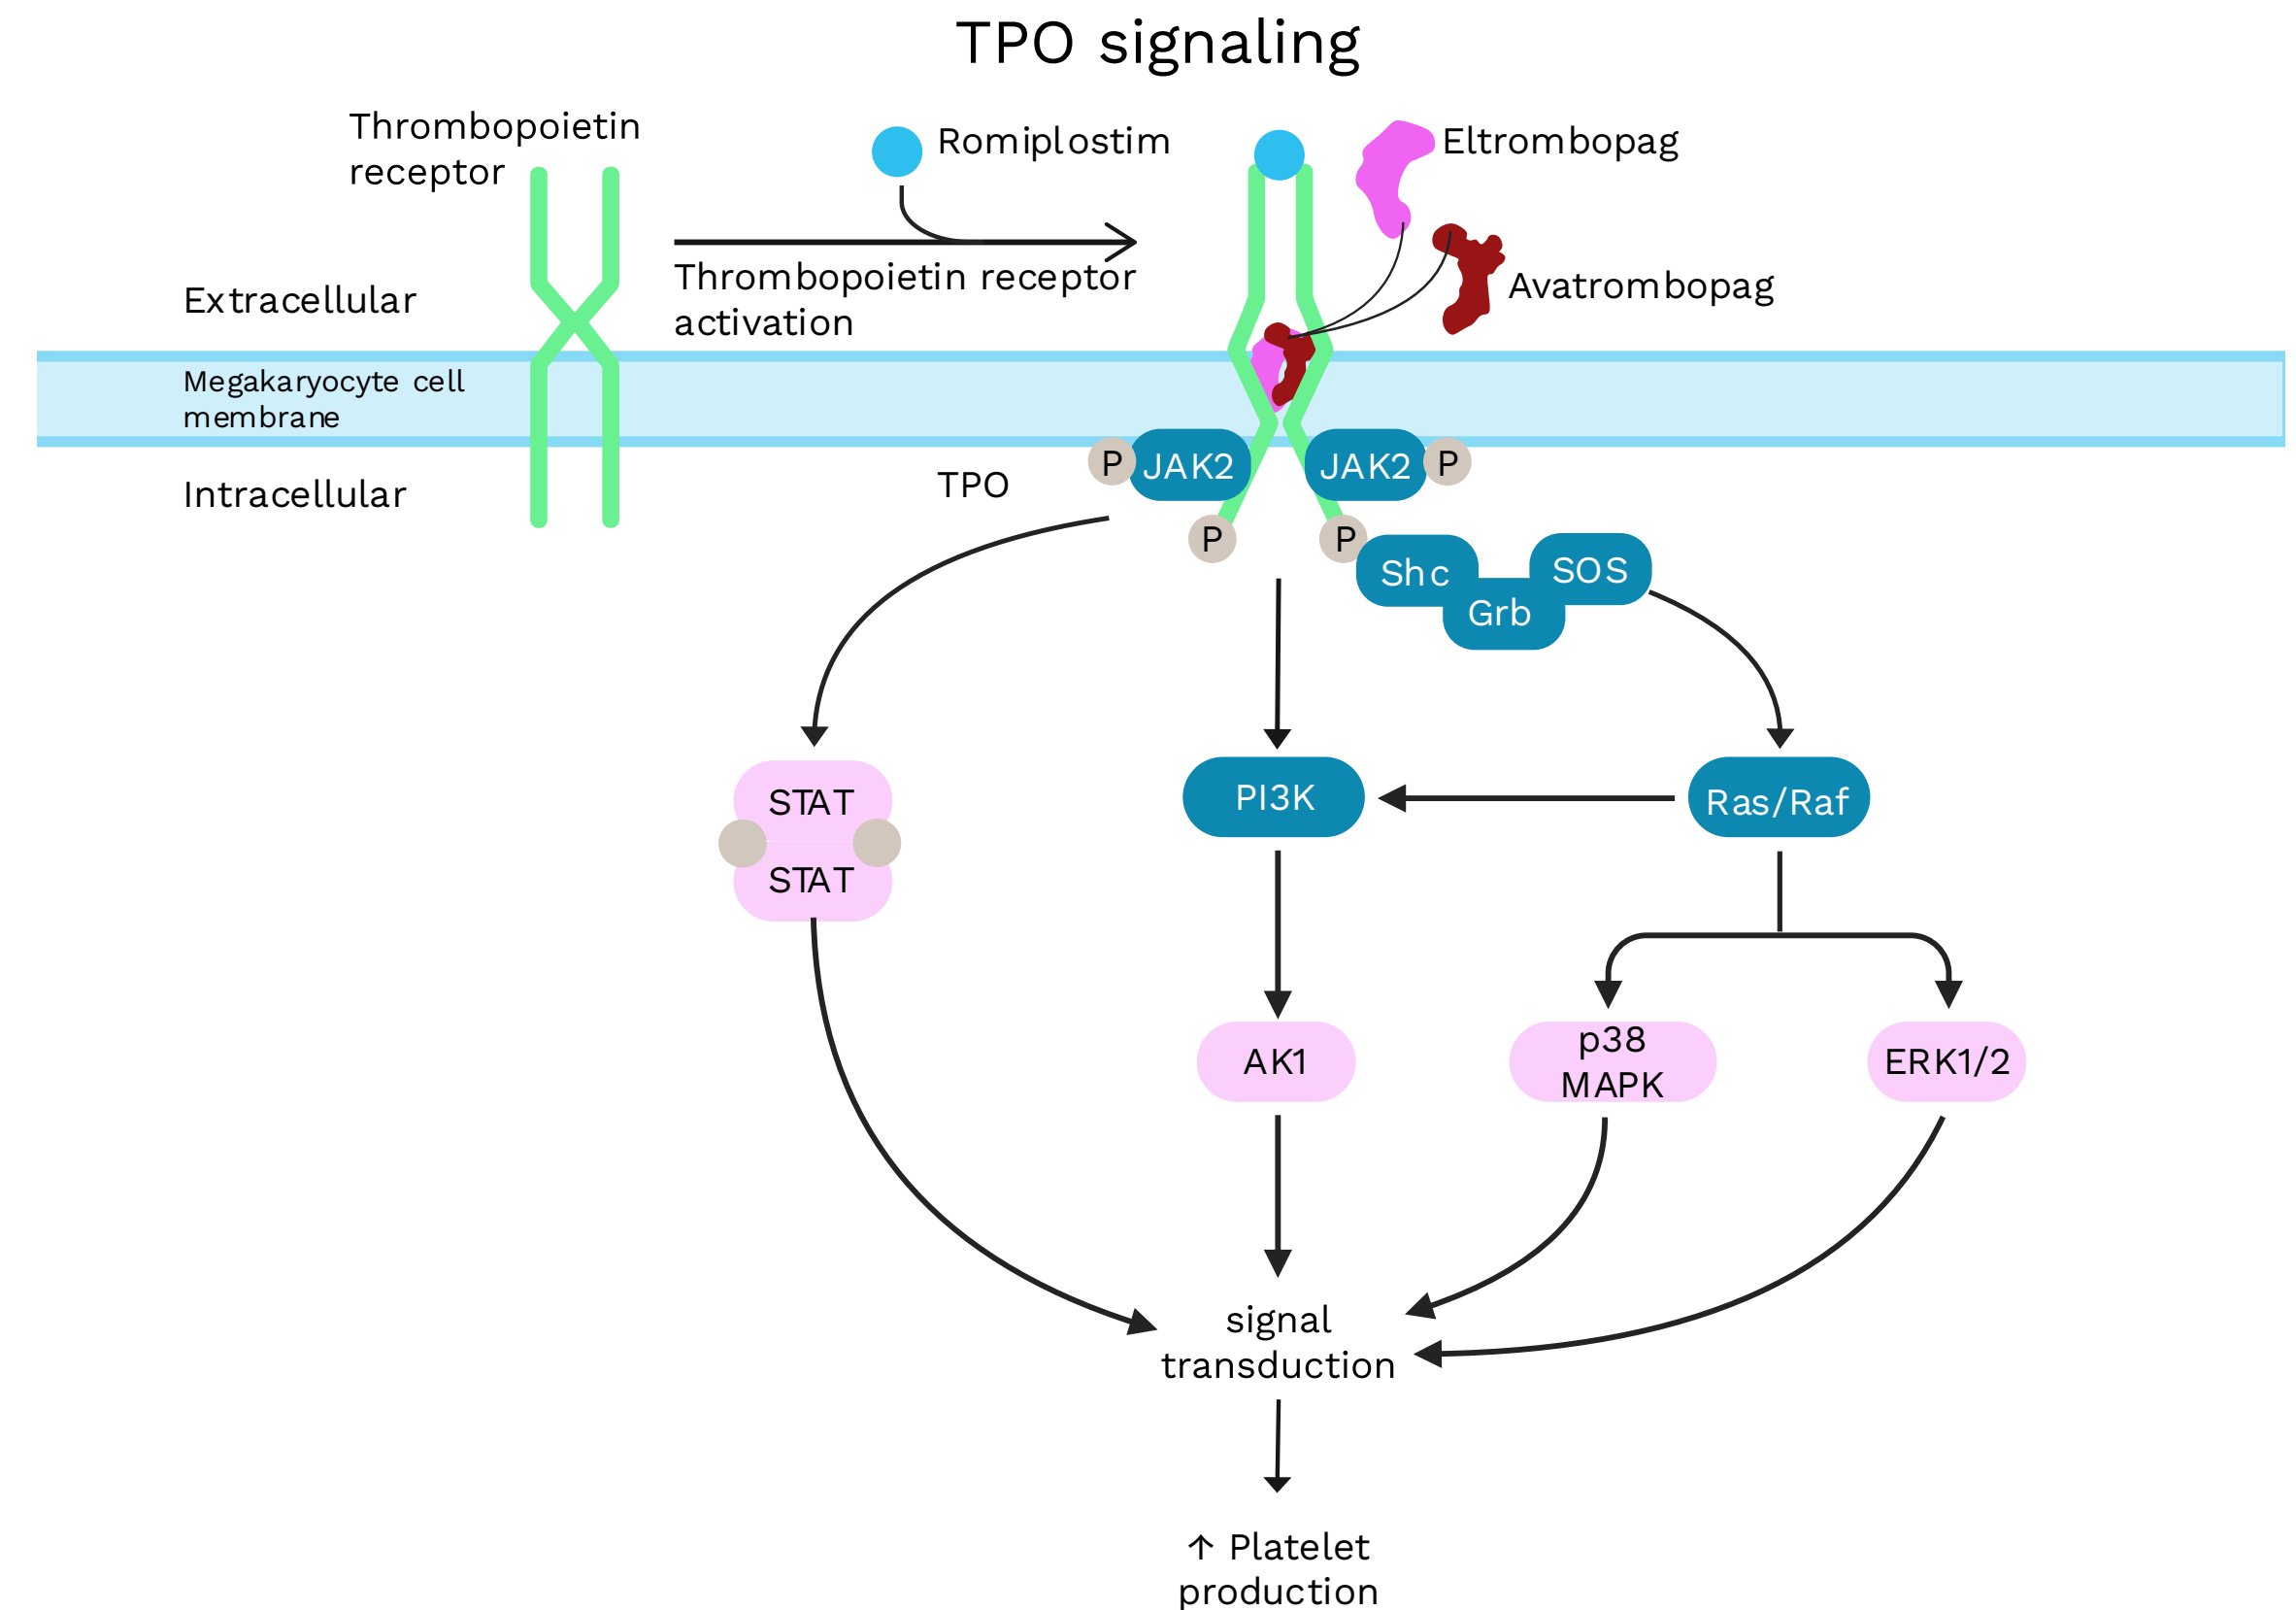 TPO signaling
Thrombopoietin
receptor
Romiplostim
Eltrombopag
Thrombopoietin receptor
activation
Avatrombopag
Extracellular
Megakaryocyte cell
membrane
Intracellular
TPO
P
JAK2
JAK2
P
P
P
Shc
Grb
SOS
STAT
STAT
PI3K
Ras/Raf
AK1
p38
MAPK
ERK1/2
signal
transduction
↑ Platelet
production